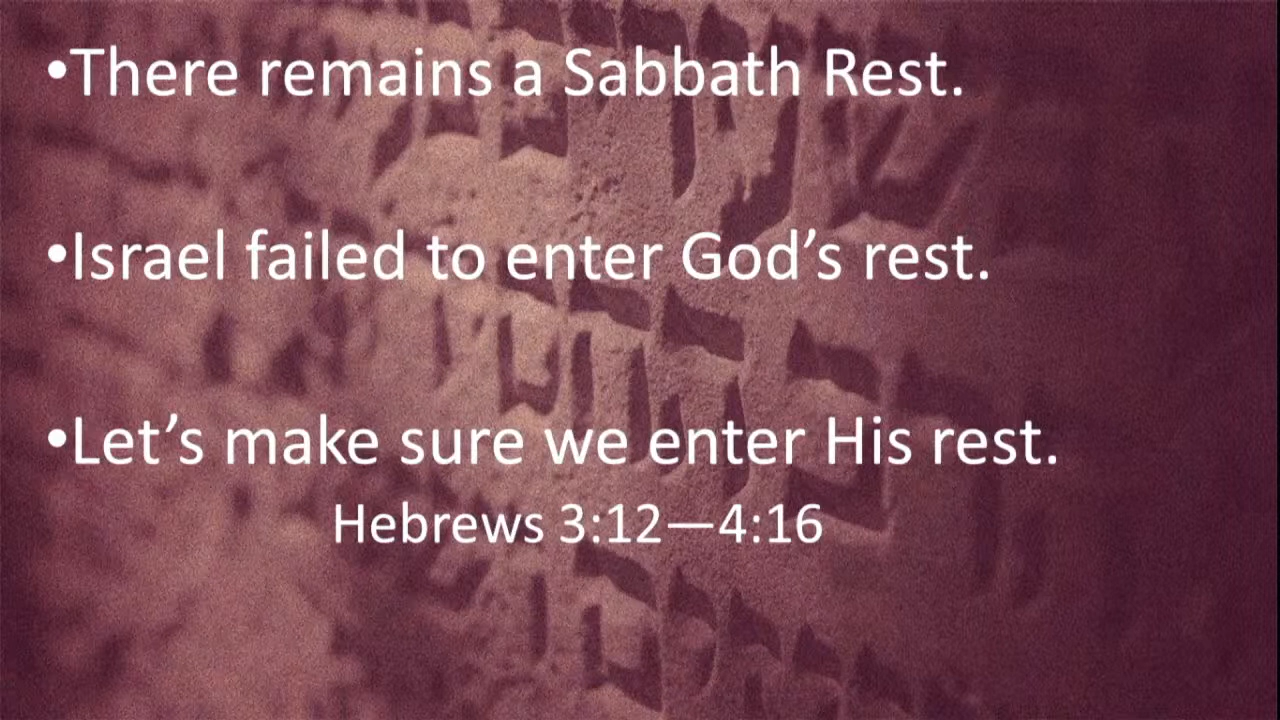 •There remains a Sabbath Rest.
•Israel failed to enter God’s rest.
•Let’s make sure we enter His rest.
Hebrews 3:12—4:16